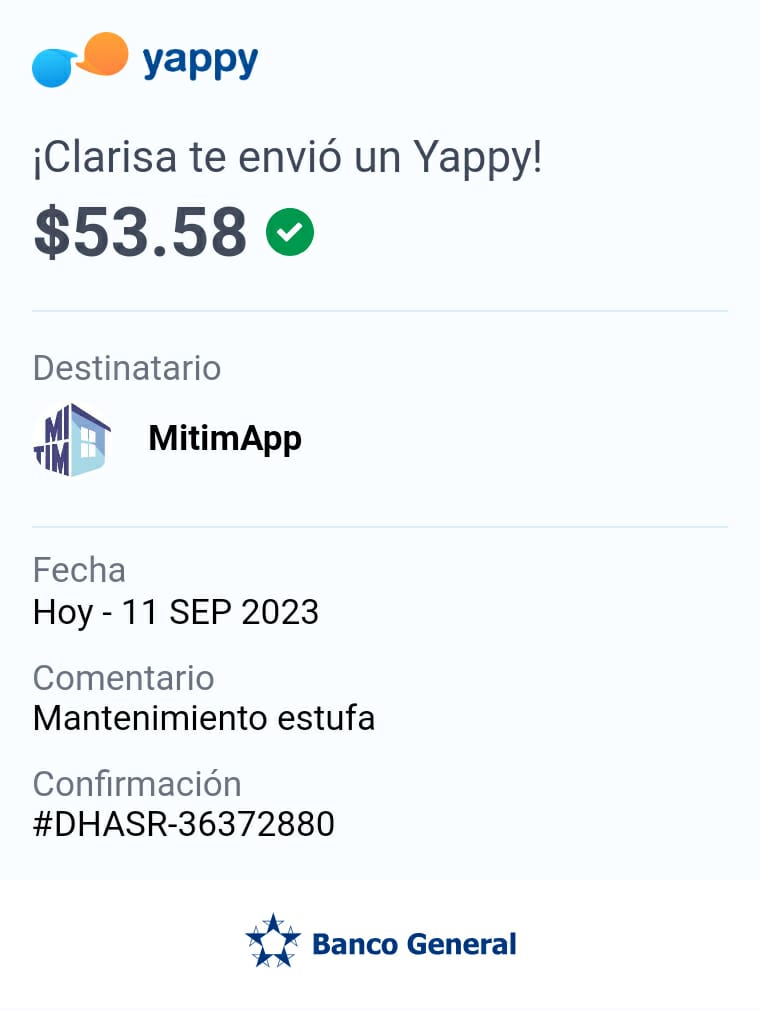 yappy
¡Clarisa te envió un Yappy!
$53.58
Destinatario
MI
TIM
MitimApp
Fecha
Hoy - 11 SEP 2023
Comentario
Mantenimiento estufa
Confirmación
#DHASR-36372880
Banco General